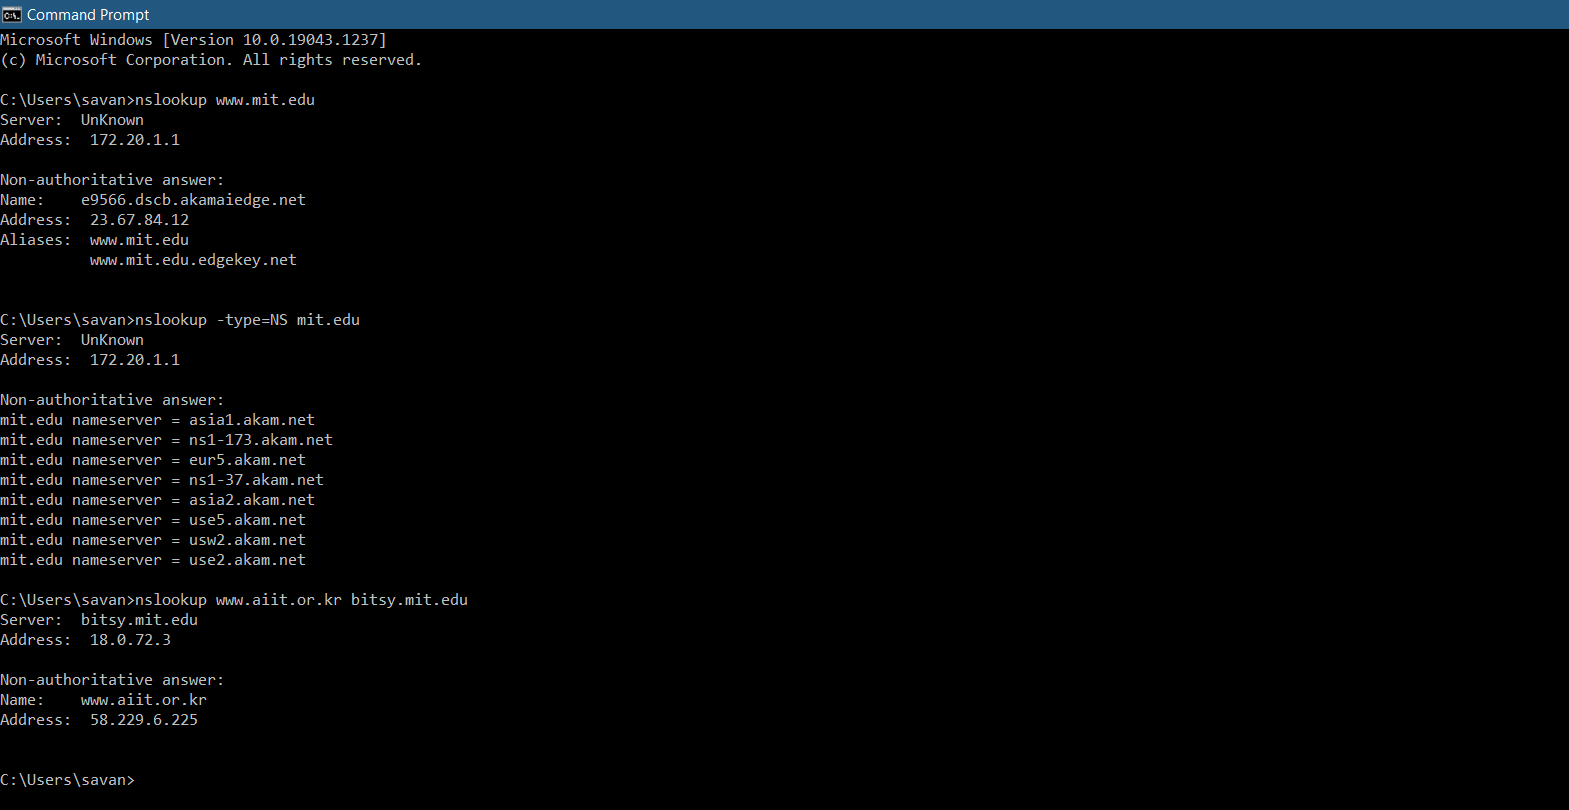 Command Prompt
Microsoft Windows [Version 10.0.19043.1237]
(c) Microsoft Corporation. All rights reserved.
C:\Users\savan>nslookup www.mit.edu
Server:  UnKnown
Address:  172.20.1.1
Non-authoritative answer:
Name:    e9566.dscb.akamaiedge.net
Address:  23.67.84.12
Aliases:  www.mit.edu
          www.mit.edu.edgekey.net
C:\Users\savan>nslookup -type=NS mit.edu
Server:  UnKnown
Address:  172.20.1.1
Non-authoritative answer:
mit.edu nameserver = asia1.akam.net
mit.edu nameserver = ns1-173.akam.net
mit.edu nameserver = eur5.akam.net
mit.edu nameserver = ns1-37.akam.net
mit.edu nameserver = asia2.akam.net
mit.edu nameserver = use5.akam.net
mit.edu nameserver = usw2.akam.net
mit.edu nameserver = use2.akam.net
C:\Users\savan>nslookup www.aiit.or.kr bitsy.mit.edu
Server:  bitsy.mit.edu
Address:  18.0.72.3
Non-authoritative answer:
Name:    www.aiit.or.kr
Address:  58.229.6.225
C:\Users\savan>